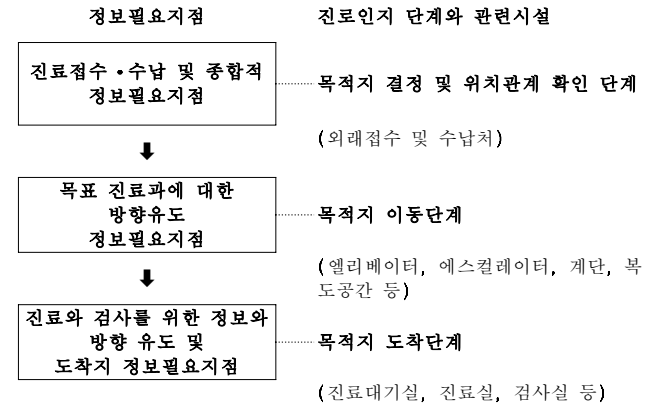 정보필요지점
진로인지 단계와 관련시설
진료접수·수납 및 종합적
정보필요지점
목적지 결정 및 위치관계 확인 단계
(외래접수 및 수납처)
목표 진료과에 대한
방향유도
정보필요지점
목적지 이동단계
(엘리베이터, 에스컬레이터, 계단, 복
도공간 등)
진료와 검사를 위한 정보와
방향 유도 및
도착지 정보필요지점
목적지 도착단계
(진료대기실, 진료실, 검사실 등)